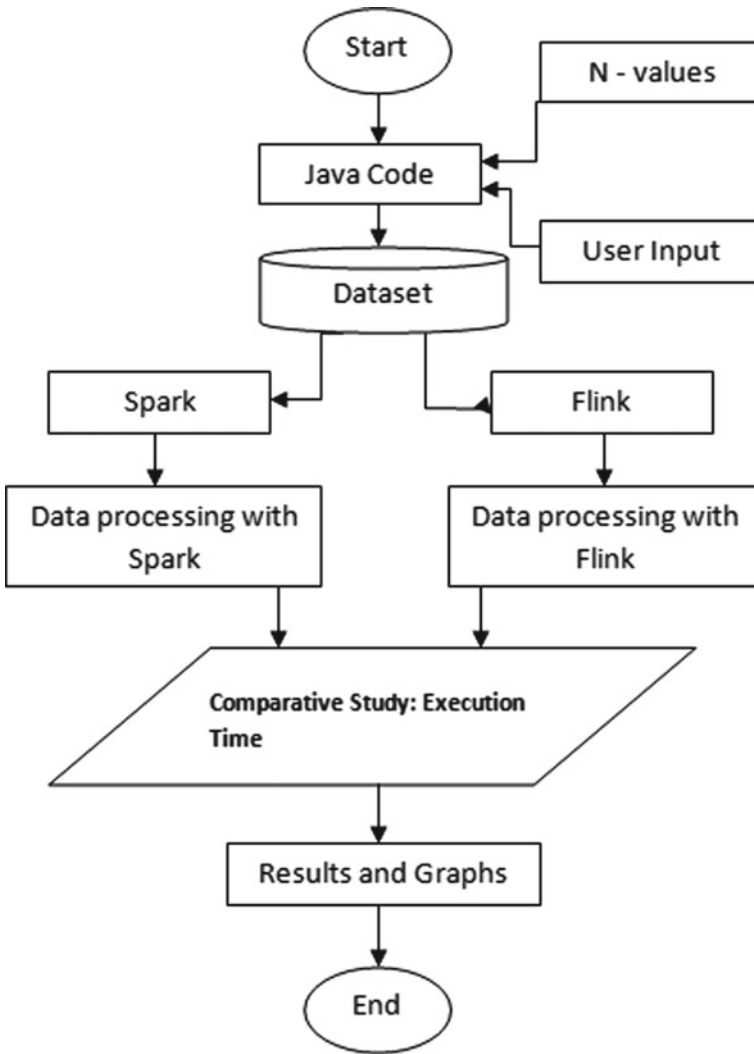 Start
N - values
Java Code
User Input
Dataset
Spark
Flink
Data processing with
Spark
Data processing with
Flink
Comparative Study: Execution
Time
Results and Graphs
End